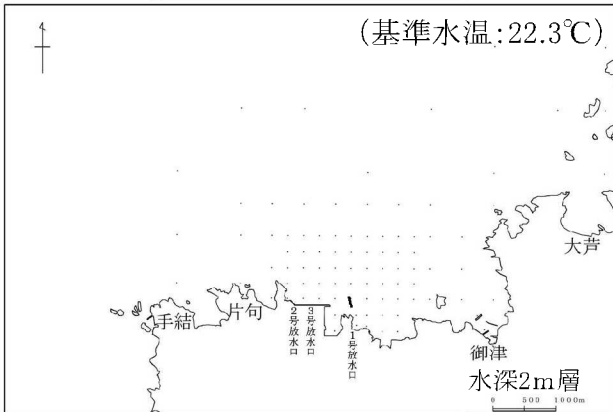 4
(基準水温:22.3℃)
大芦
手結
片句
2号放水口
3号放水口
1号放水口
御津
水深2m層
0 500 1000m